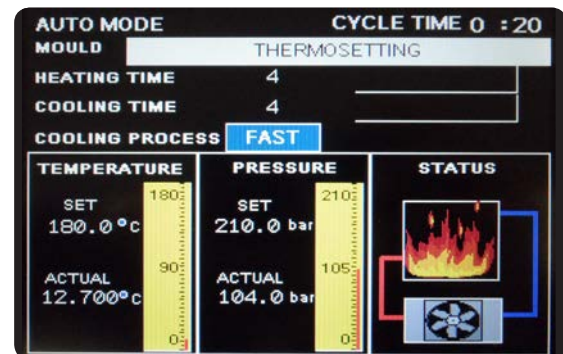 AUTO MODE CYCLE TIME 0 :20
MOULD THERMOSETTING
HEATING TIME 4
COOLING TIME 4
COOLING PROCESS FAST
TEMPERATURE
SET
180.0°C
ACTUAL
12.700°C
180
90
0
PRESSURE
SET
210.0 bar
ACTUAL
104.0 bar
210
105
0
STATUS